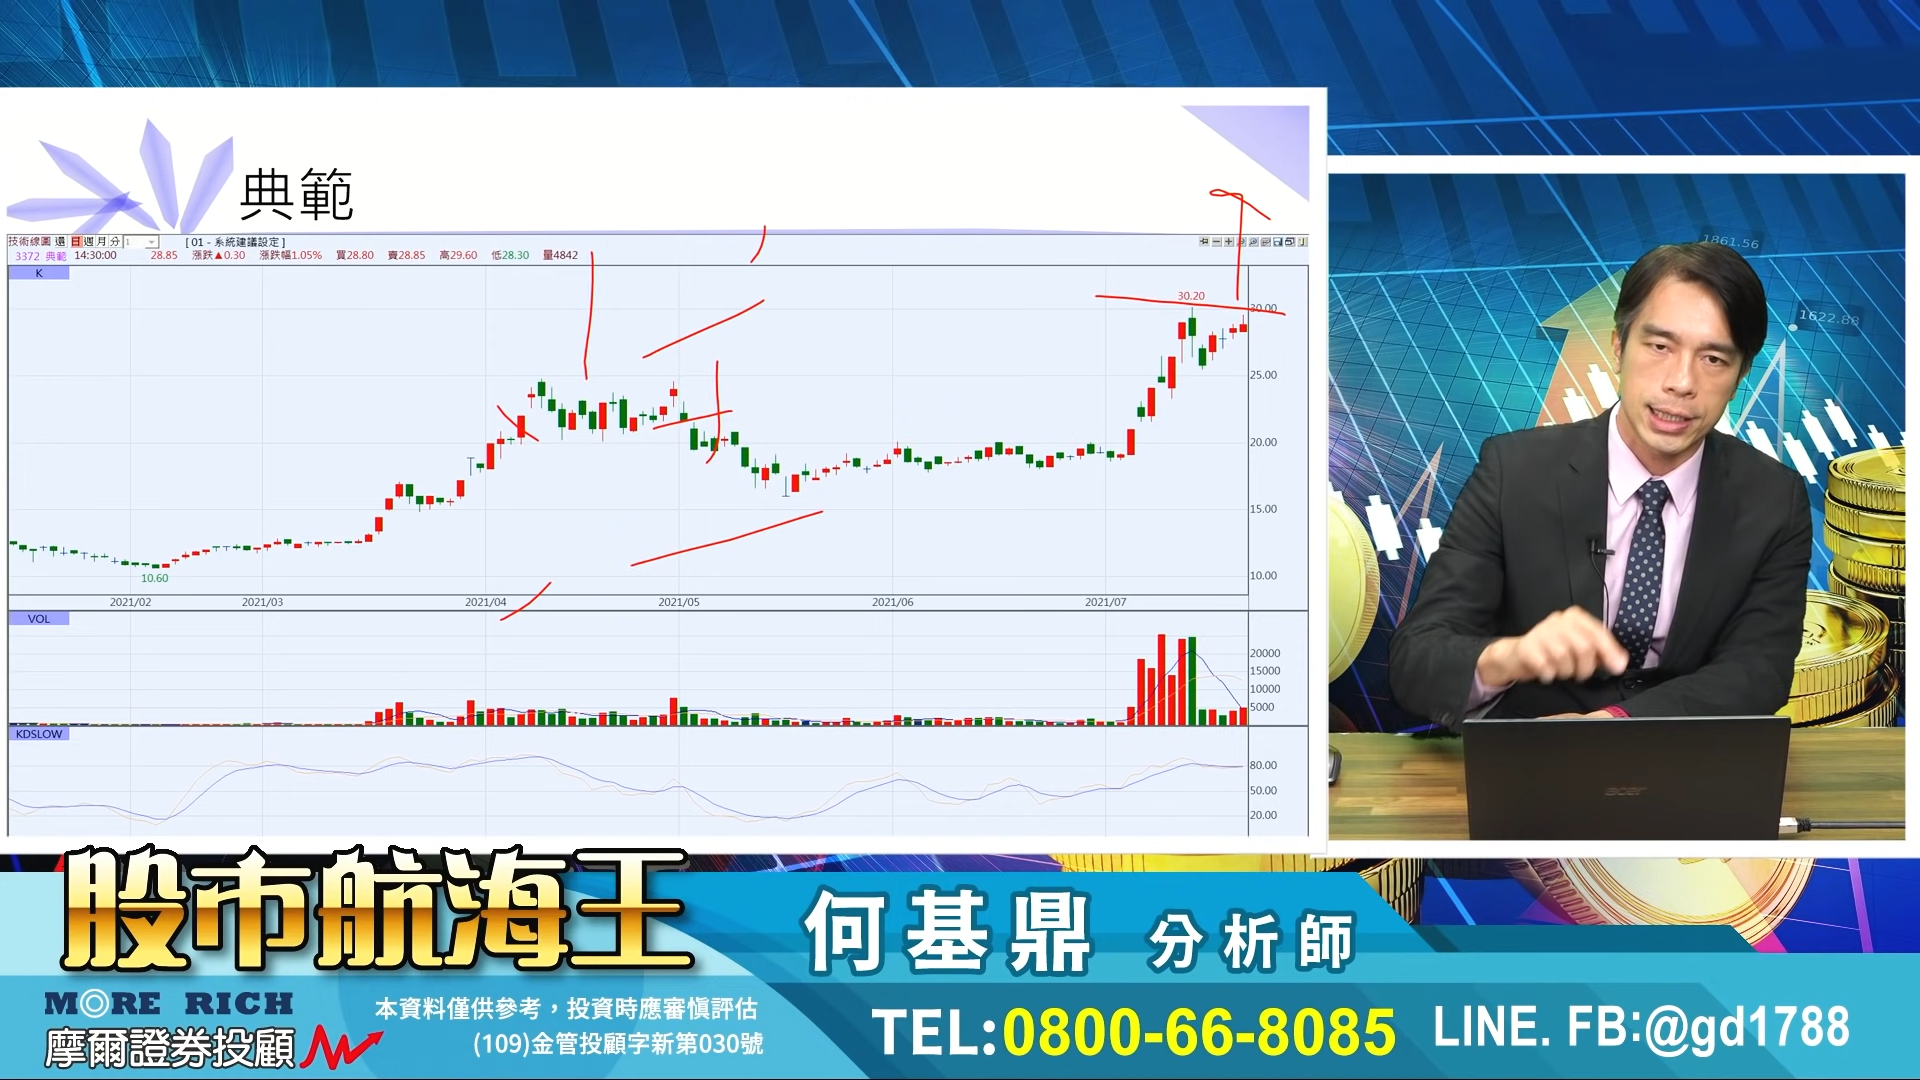 典範
技術線圖 還 日 週 月 分 1 [ 01 - 系統建議設定 ]
3372 典範 14:30:00 28.85 漲跌▲0.30 漲跌幅1.05% 買28.80 賣28.85 高29.60 低28.30 量4842
K
30.20
30.00
25.00
20.00
15.00
10.00
10.60
2021/02 2021/03 2021/04 2021/05 2021/06 2021/07
VOL
20000
15000
10000
5000
KDSLOW
80.00
50.00
20.00
1861.56
1622.88
acer
股市航海王
何基鼎 分析師
MORE RICH
摩爾證券投顧
本資料僅供參考，投資時應審慎評估
(109)金管投顧字新第030號
TEL:0800-66-8085
LINE. FB:@gd1788